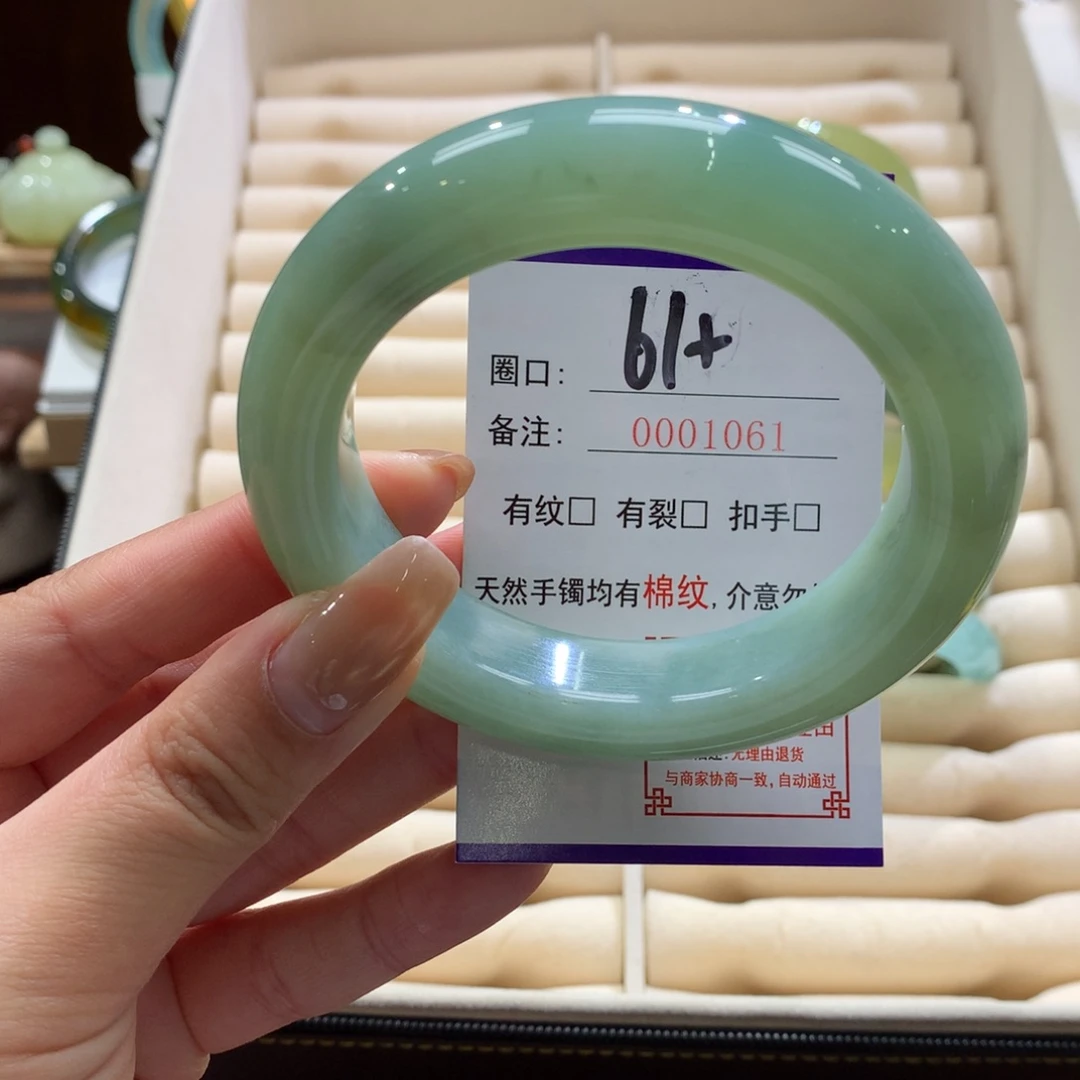 圈口: 61+
备注: 0001061
有纹□ 有裂□ 扣手□
天然手镯均有棉纹, 介意勿
无理由退货
与商家协商一致, 自动通过